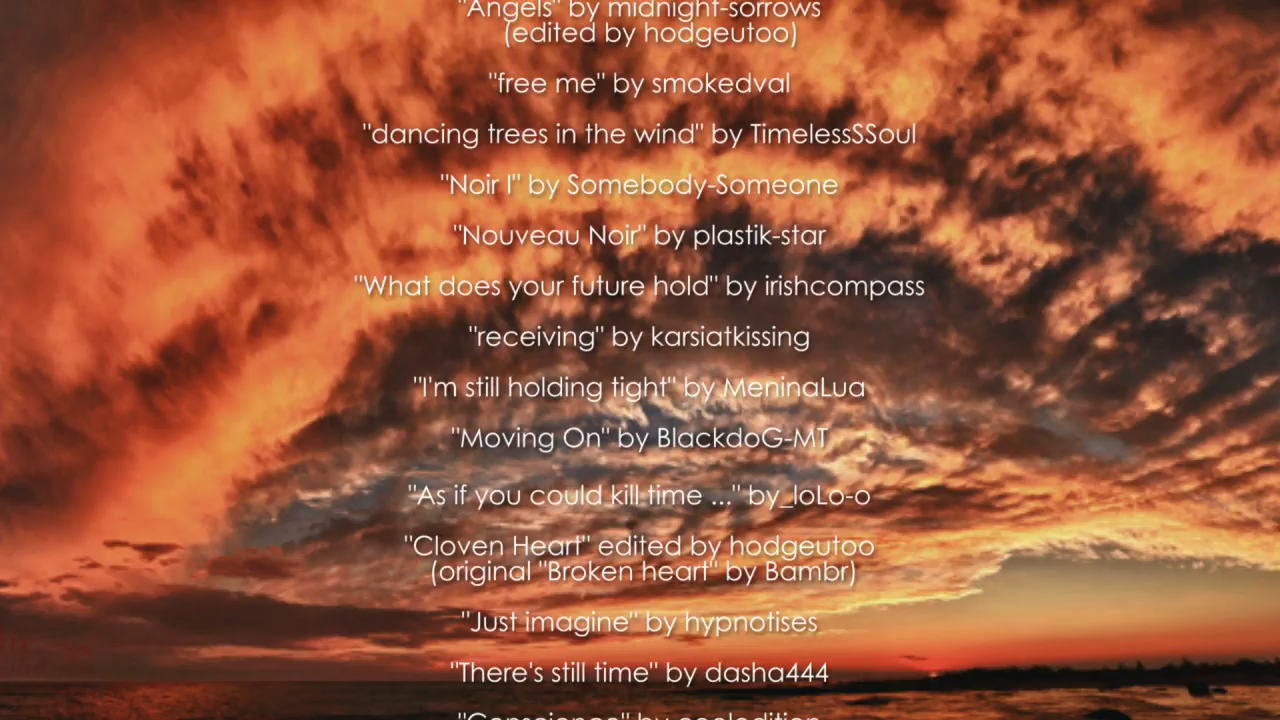 "Angels" by midnight-sorrows
(edited by hodgeutoo)
"free me" by smokedval
"dancing trees in the wind" by TimelessSSoul
"Noir I" by Somebody-Someone
"Nouveau Noir" by plastik-star
"What does your future hold" by irishcompass
"receiving" by karsiatkissing
"I'm still holding tight" by MeninaLua
"Moving On" by BlackdoG-MT
"As if you could kill time ..." by_loLo-o
"Cloven Heart" edited by hodgeutoo
(original "Broken heart" by Bambr)
"Just imagine" by hypnotises
"There's still time" by dasha444
"Conscience" by